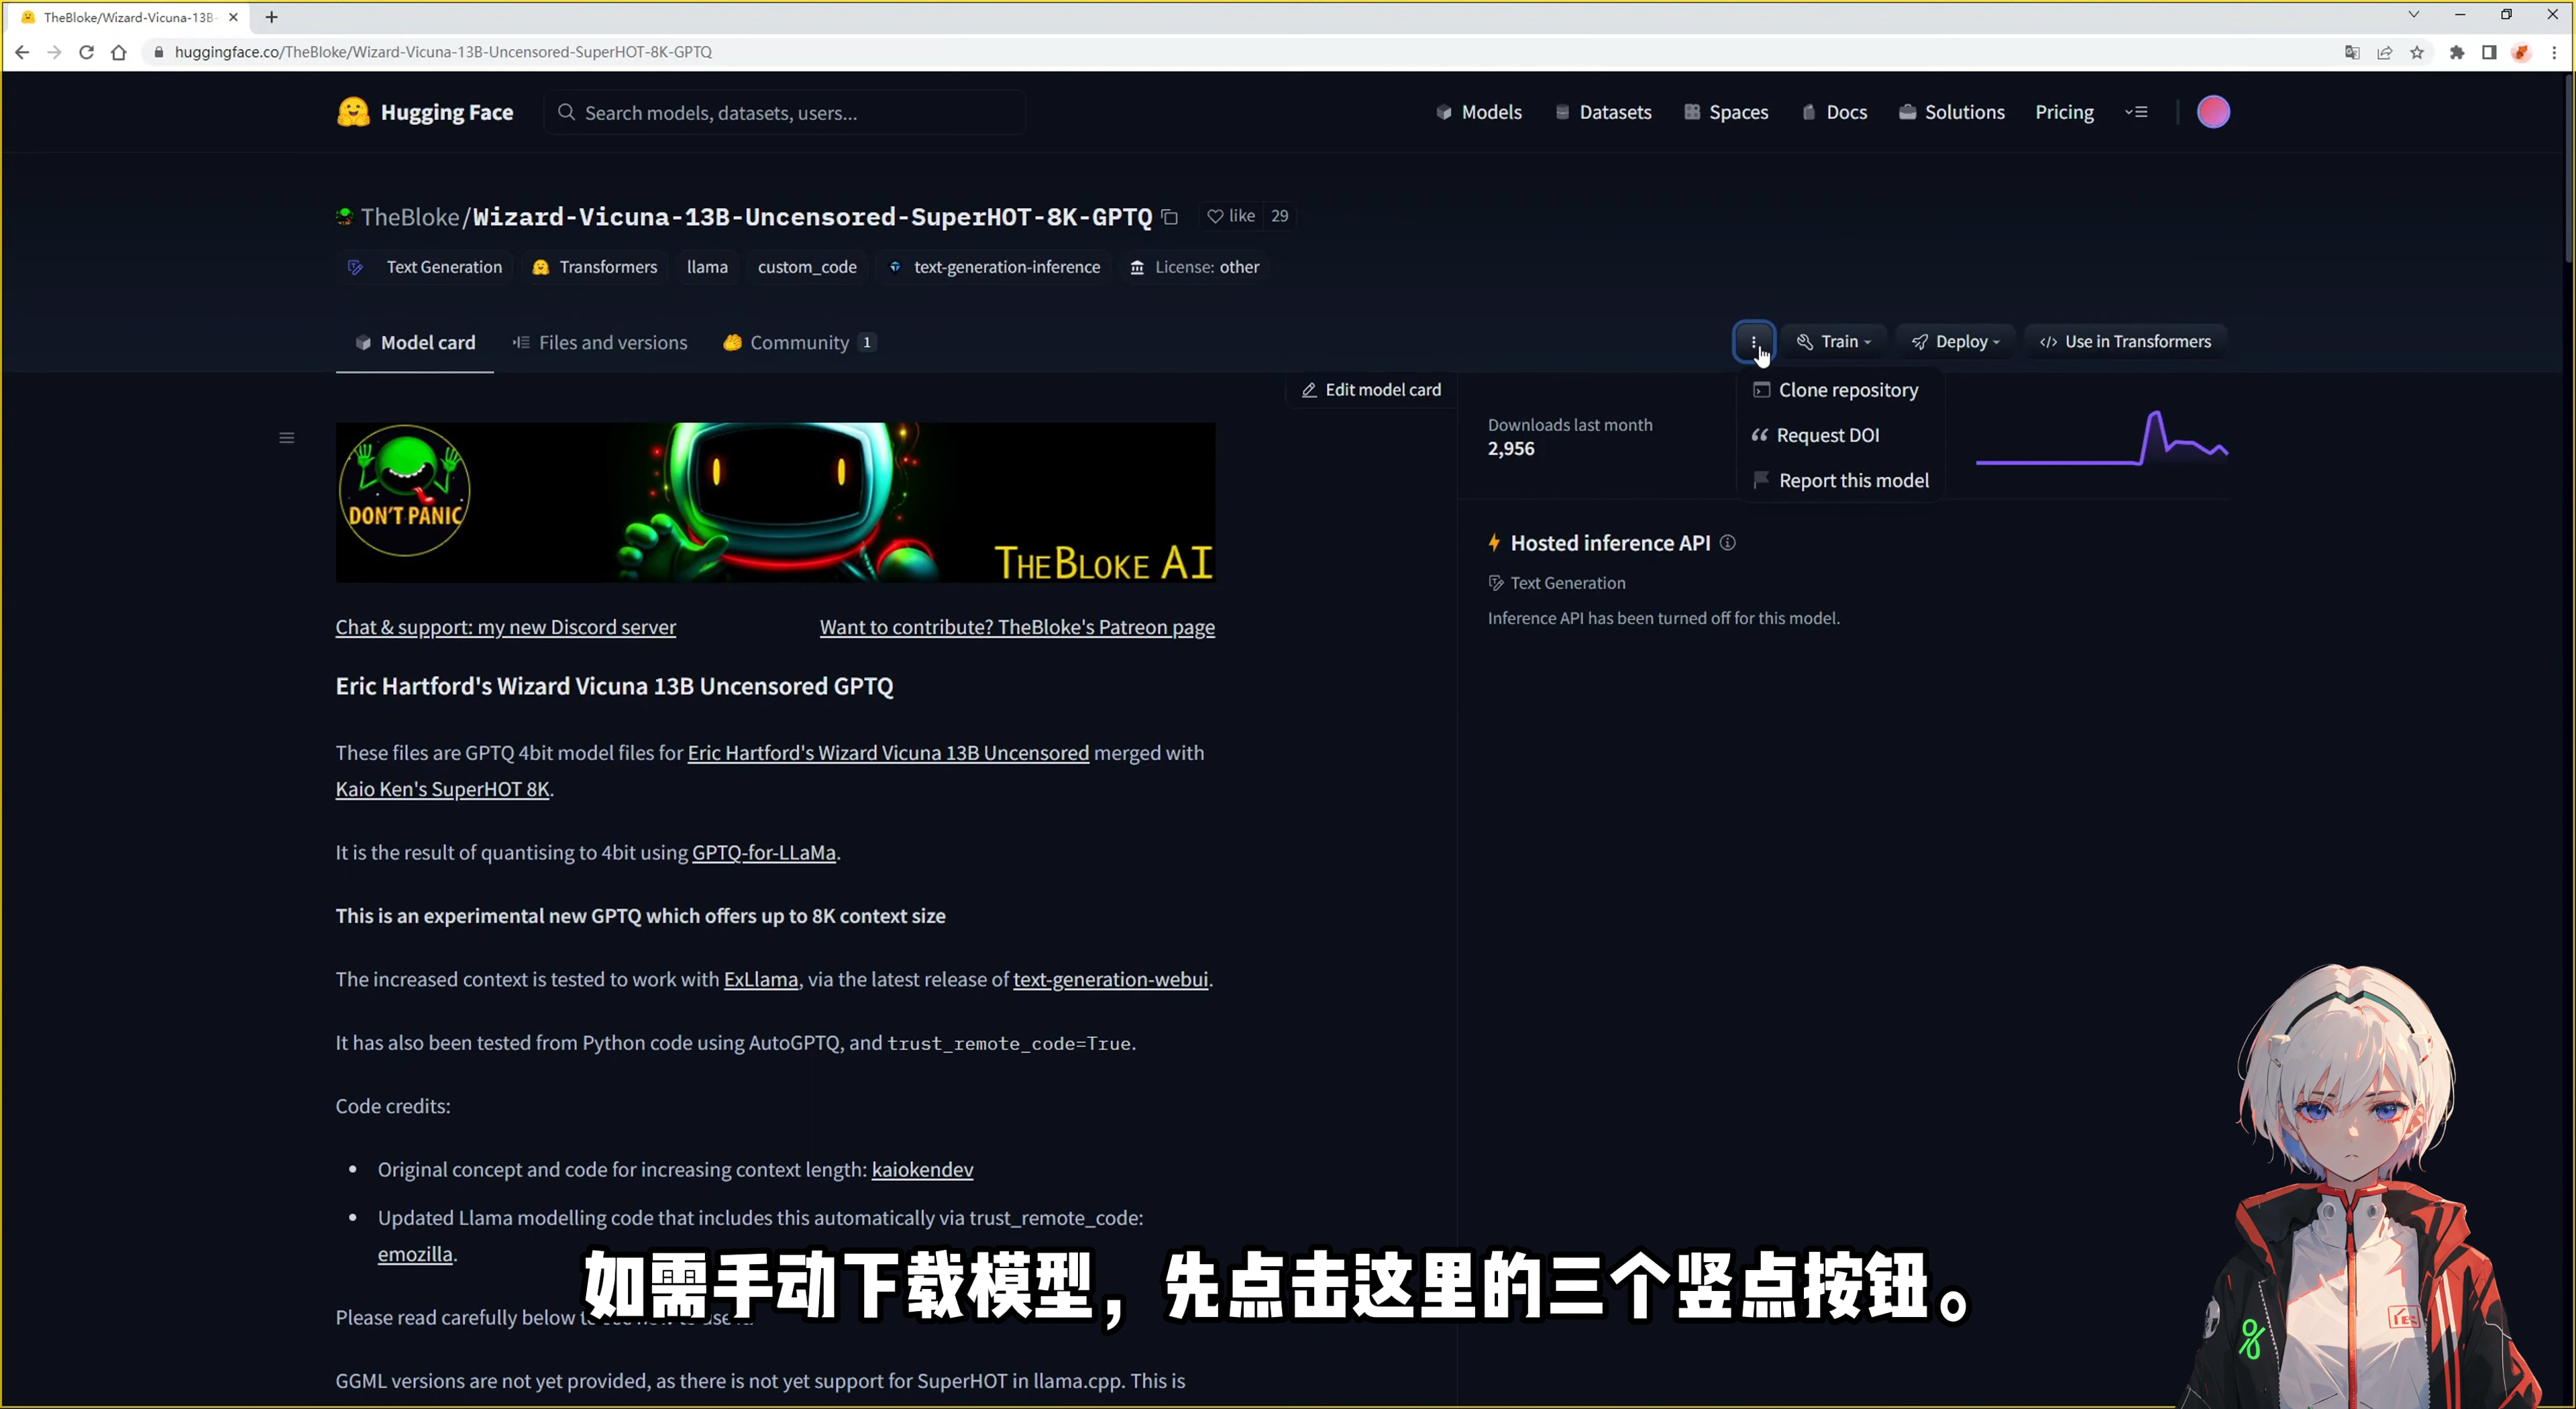 TheBloke/Wizard-Vicuna-13B-
huggingface.co/TheBloke/Wizard-Vicuna-13B-Uncensored-SuperHOT-8K-GPTQ
Hugging Face
Search models, datasets, users...
Models
Datasets
Spaces
Docs
Solutions
Pricing
TheBloke/Wizard-Vicuna-13B-Uncensored-SuperHOT-8K-GPTQ
like 29
Text Generation
Transformers
llama
custom_code
text-generation-inference
License: other
Model card
Files and versions
Community 1
Train
Deploy
Use in Transformers
Edit model card
Clone repository
Request DOI
Report this model
Downloads last month
2,956
DON'T PANIC
THEBLOKE AI
Hosted inference API
Text Generation
Inference API has been turned off for this model.
Chat & support: my new Discord server
Want to contribute? TheBloke's Patreon page
Eric Hartford's Wizard Vicuna 13B Uncensored GPTQ
These files are GPTQ 4bit model files for Eric Hartford's Wizard Vicuna 13B Uncensored merged with
Kaio Ken's SuperHOT 8K.
It is the result of quantising to 4bit using GPTQ-for-LLaMa.
This is an experimental new GPTQ which offers up to 8K context size
The increased context is tested to work with ExLlama, via the latest release of text-generation-webui.
It has also been tested from Python code using AutoGPTQ, and trust_remote_code=True.
Code credits:
• Original concept and code for increasing context length: kaiokendev
• Updated Llama modelling code that includes this automatically via trust_remote_code:
emozilla.
如需手动下载模型，先点击这里的三个竖点按钮。
Please read carefully below
GGML versions are not yet provided, as there is not yet support for SuperHOT in llama.cpp. This is